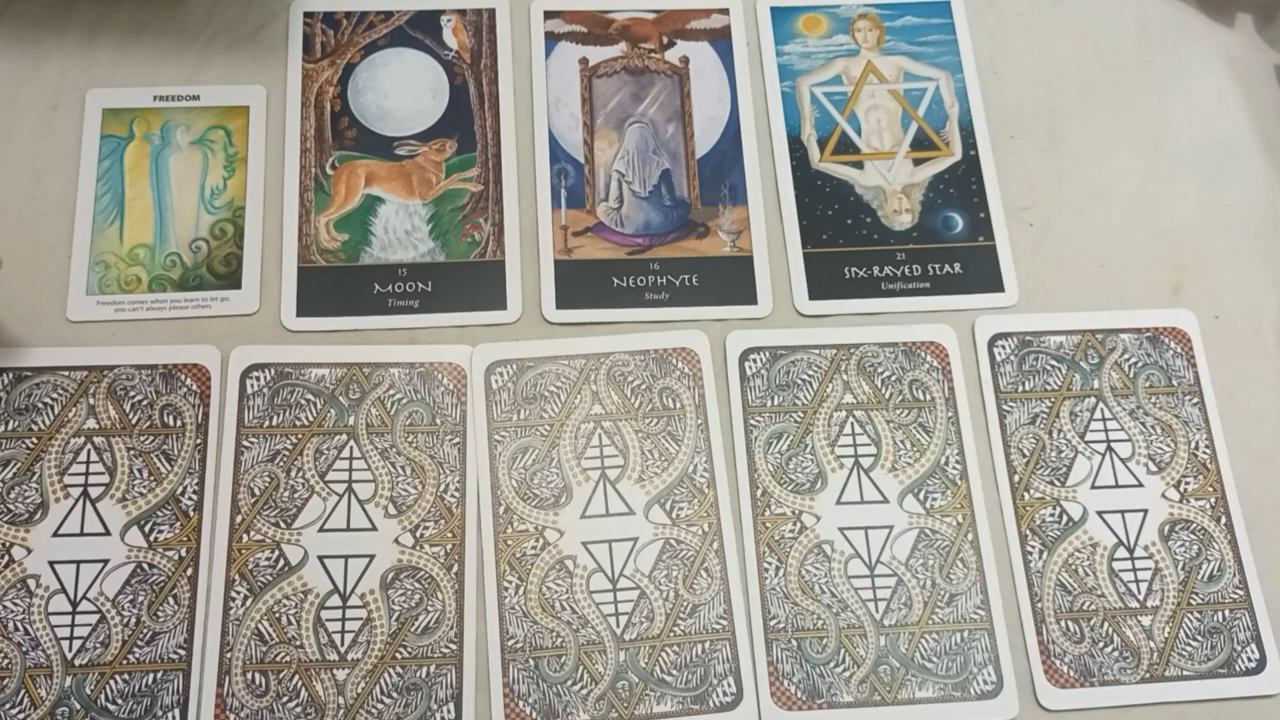 FREEDOM
Freedom comes when you learn to let go;
you can't always please others
15
MOON
Timing
16
NEOPHYTE
Study
21
SIX-RAYED STAR
Unification